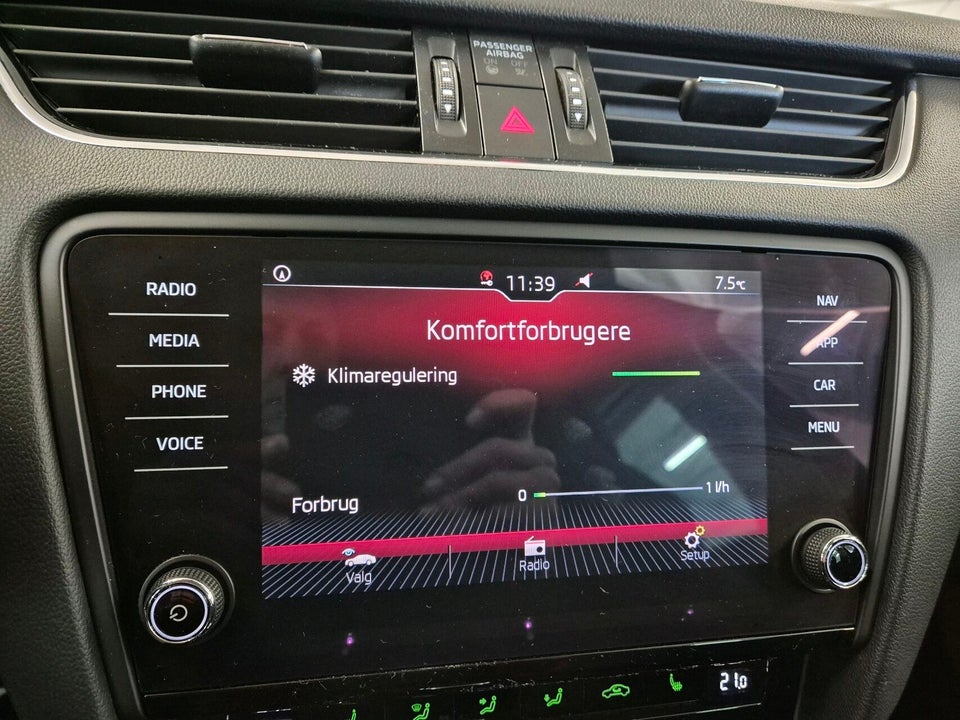 PASSENGER
AIRBAG
ON OFF
11:39
7.5°C
RADIO
MEDIA
PHONE
VOICE
Komfortforbrugere
Klimaregulering
Forbrug
0
1 l/h
Valg
Radio
Setup
NAV
APP
CAR
MENU
21.0